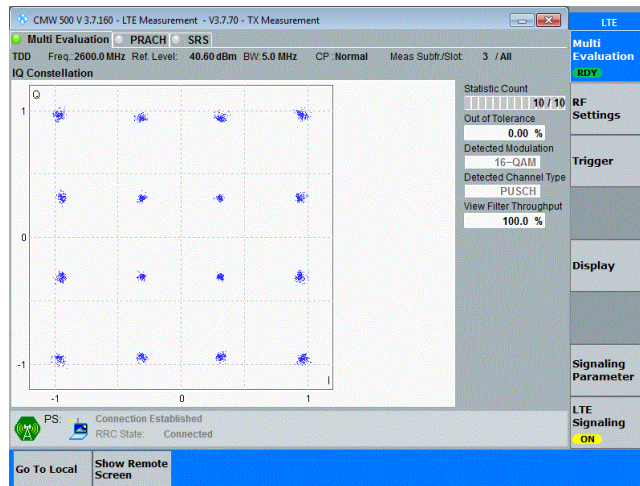 CMW 500 V 3.7.160 - LTE Measurement - V3.7.70 - TX Measurement
LTE
Multi Evaluation PRACH SRS
TDD Freq.:2600.0 MHz Ref. Level: 40.60 dBm BW:5.0 MHz CP :Normal Meas Subfr./Slot: 3 / All
IQ Constellation
Q
1
0
-1
-1
0
1
I
Statistic Count
10 / 10
Out of Tolerance
0.00 %
Detected Modulation
16-QAM
Detected Channel Type
PUSCH
View Filter Throughput
100.0 %
Multi
Evaluation
RDY
RF
Settings
Trigger
Display
Signaling
Parameter
LTE
Signaling
ON
PS: Connection Established
RRC State: Connected
Go To Local
Show Remote
Screen